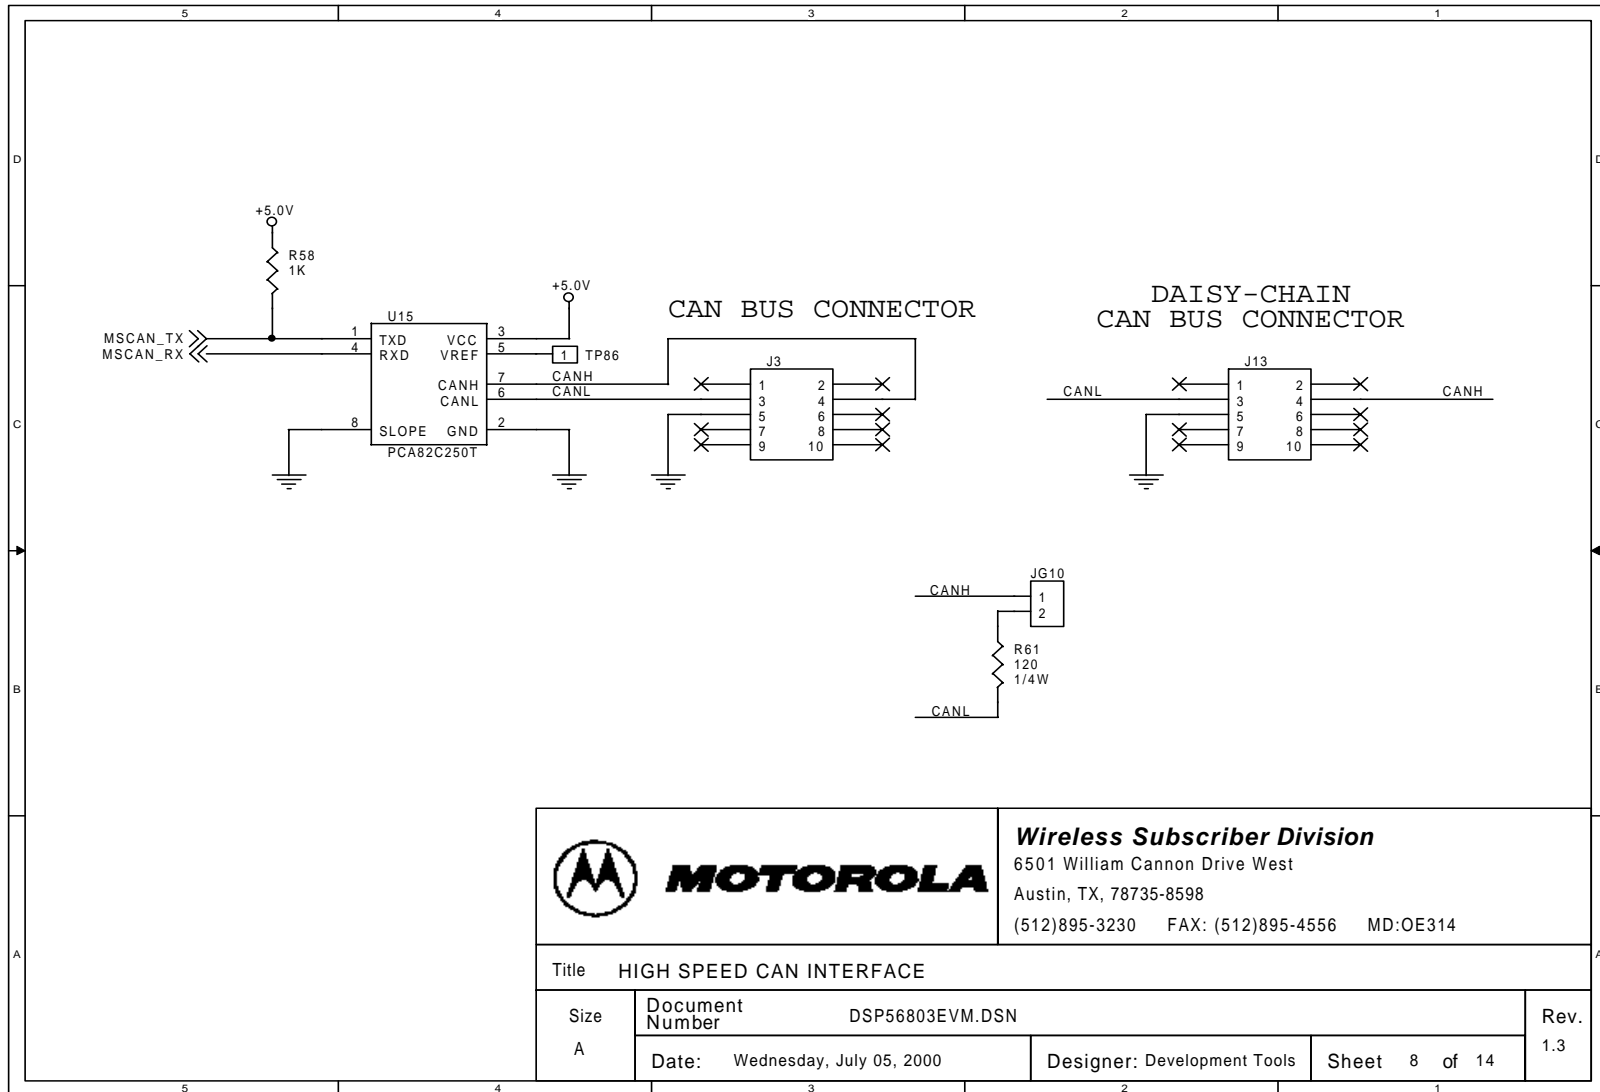 5 4 3 2 1
D D
+5.0V
R58
1K
+5.0V
DAISY-CHAIN
CAN BUS CONNECTOR
CAN BUS CONNECTOR
U15
MSCAN_TX 1 TXD VCC 3
MSCAN_RX 4 RXD VREF 5 1 TP86
J3 J13
CANH 7 CANH 1 2 1 2
CANL 6 CANL 3 4 CANL 3 4 CANH
C 5 6 5 6 C
8 SLOPE GND 2 7 8 7 8
9 10 9 10
PCA82C250T
JG10
CANH 1
2
R61
120
1/4W
B B
CANL
MOTOROLA
Wireless Subscriber Division
6501 William Cannon Drive West
Austin, TX, 78735-8598
(512)895-3230 FAX: (512)895-4556 MD:OE314
A A
Title HIGH SPEED CAN INTERFACE
Size
A
Document
Number DSP56803EVM.DSN
Rev.
1.3
Date: Wednesday, July 05, 2000 Designer: Development Tools Sheet 8 of 14
5 4 3 2 1